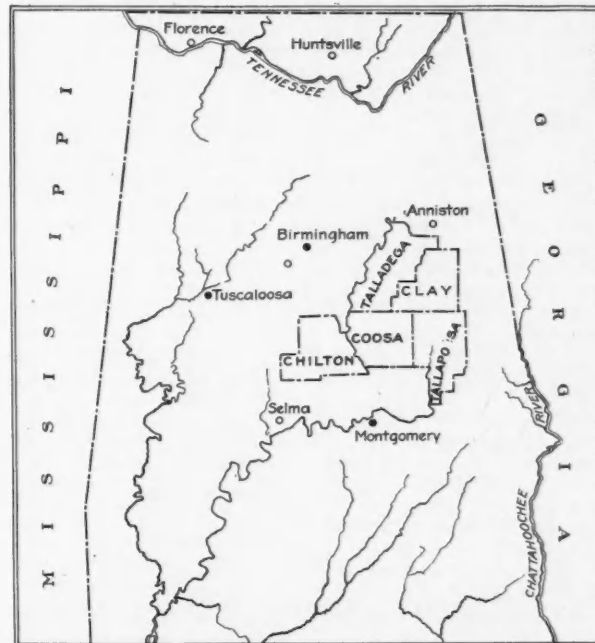 Florence
Huntsville
TENNESSEE RIVER
MISSISSIPPI
GEORGIA
Anniston
Birmingham
TALLADEGA
CLAY
Tuscaloosa
COOSA
CHILTON
TALLAPOOSA
Selma
Montgomery
RIVER
CHATTAHOOCHEE